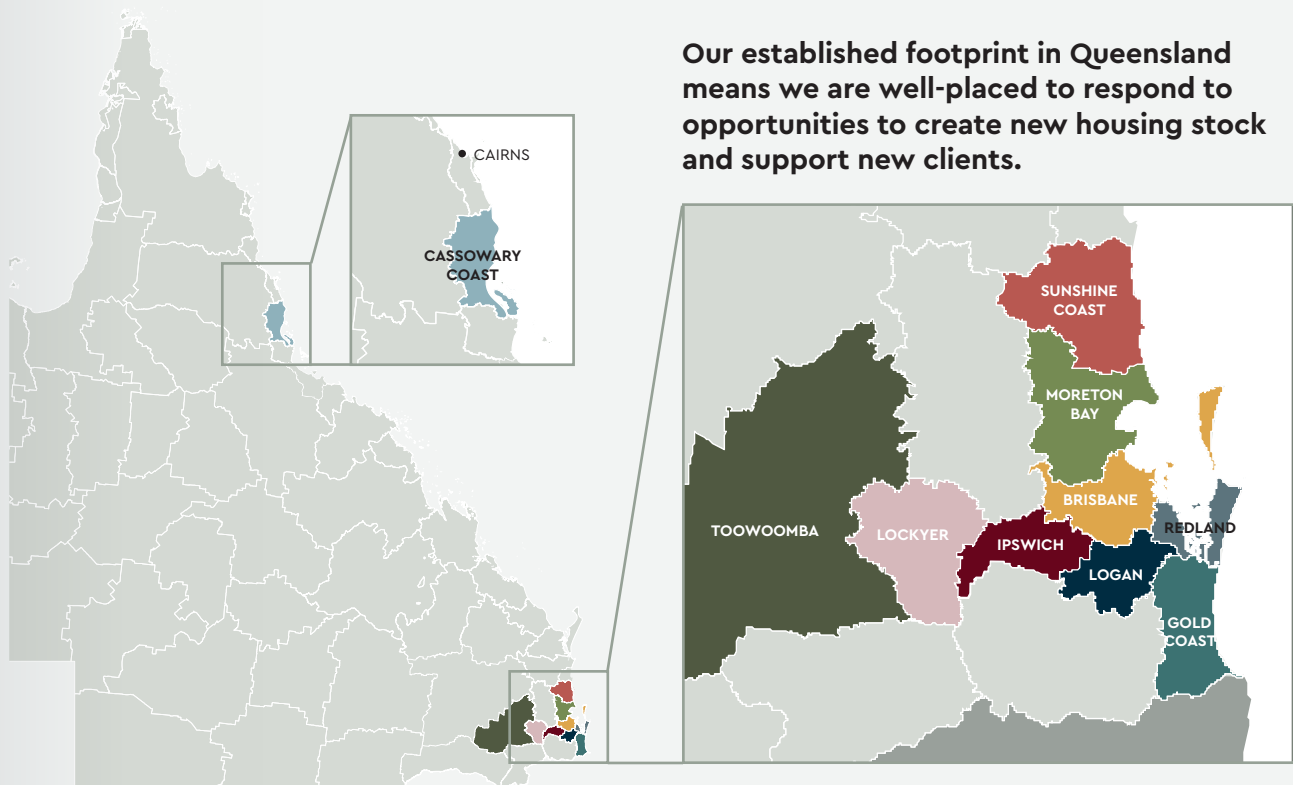 Our established footprint in Queensland
means we are well-placed to respond to
opportunities to create new housing stock
and support new clients.
CAIRNS
CASSOWARY
COAST
SUNSHINE
COAST
MORETON
BAY
BRISBANE
REDLAND
TOOWOOMBA
LOCKYER
IPSWICH
LOGAN
GOLD
COAST